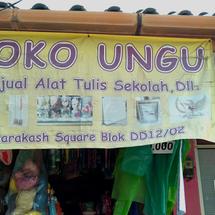 OKO UNGU
jual Alat Tulis Sekolah, Dll.
arakash Square Blok DD12/02
.000